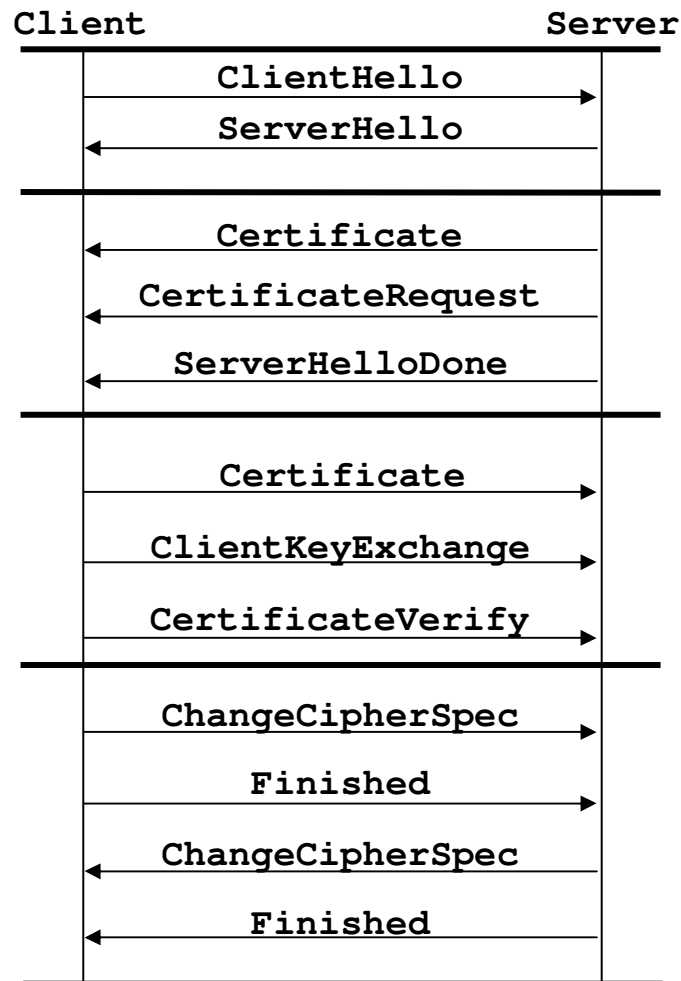 Client Server
ClientHello
ServerHello
Certificate
CertificateRequest
ServerHelloDone
Certificate
ClientKeyExchange
CertificateVerify
ChangeCipherSpec
Finished
ChangeCipherSpec
Finished